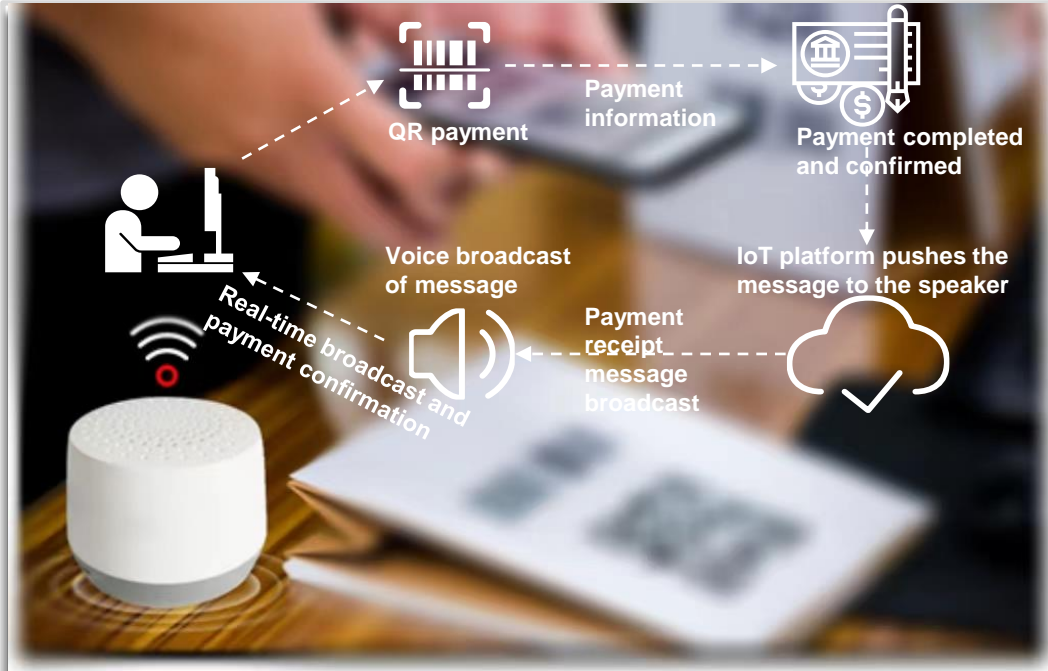 QR payment
Payment
information
Payment completed
and confirmed
IoT platform pushes the
message to the speaker
Payment
receipt
message
broadcast
Voice broadcast
of message
Real-time broadcast and
payment confirmation